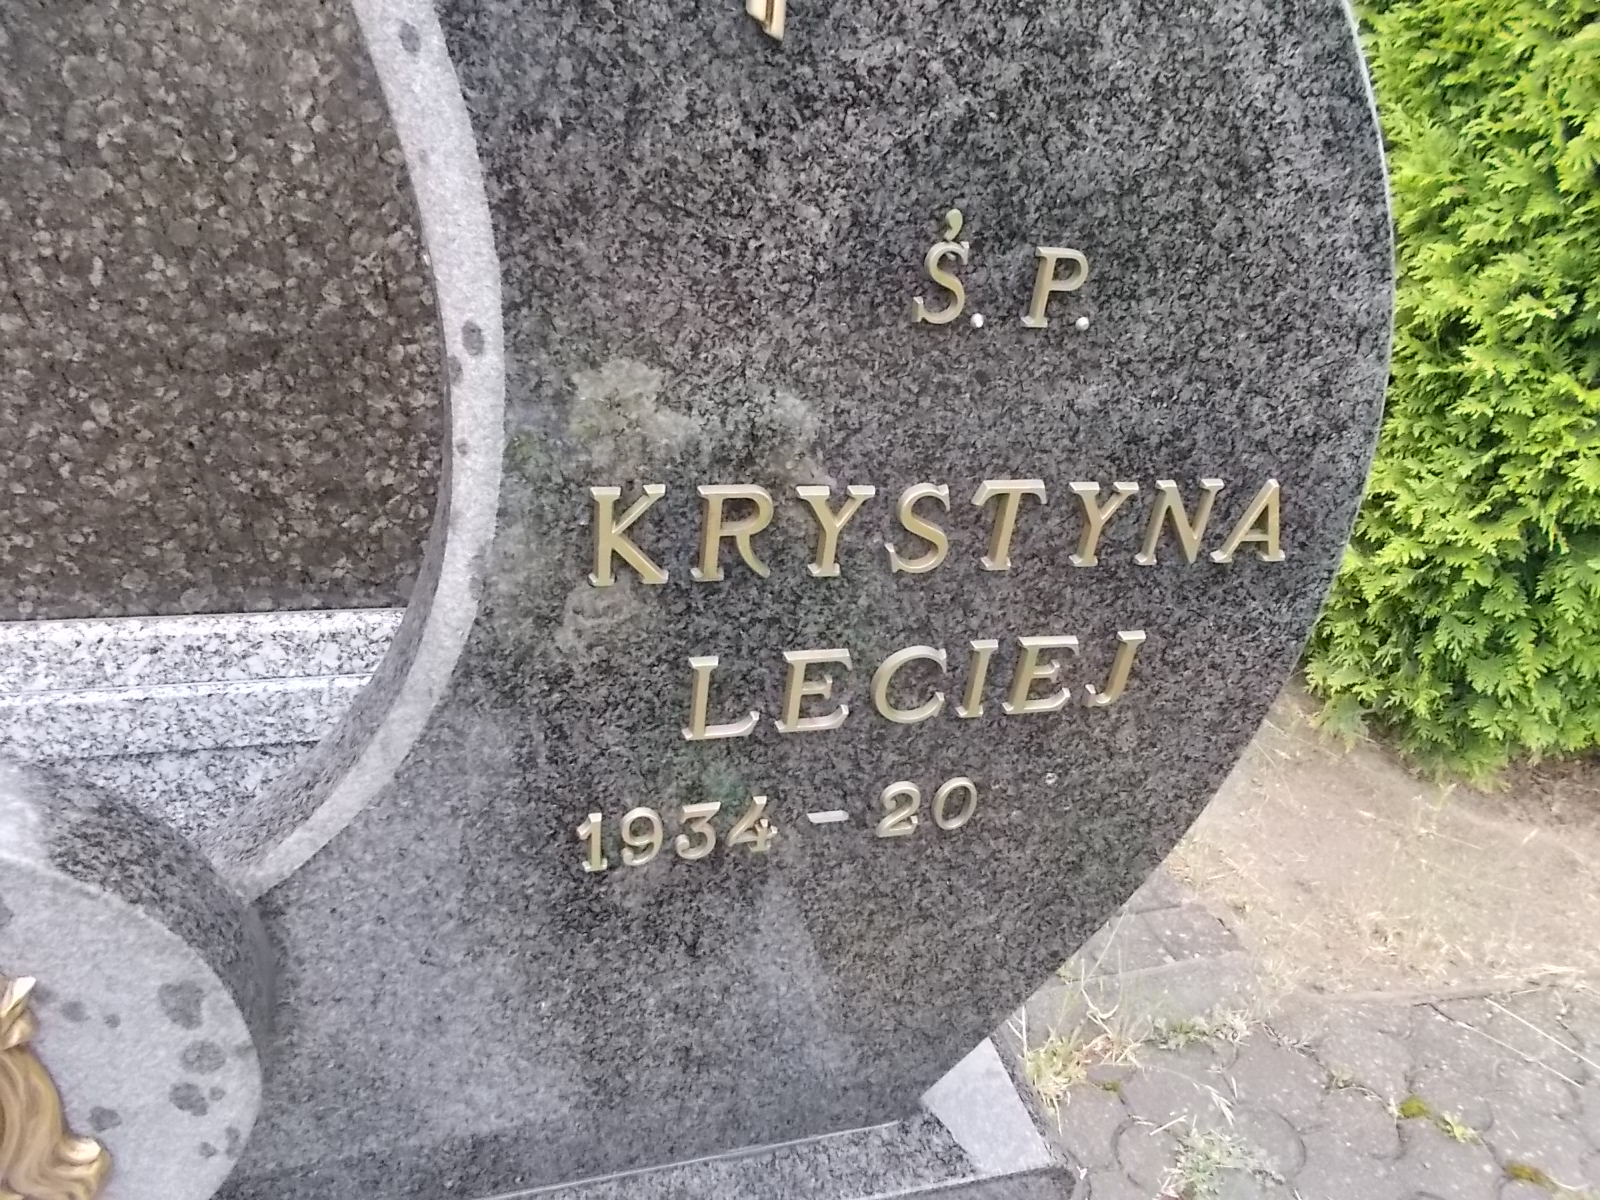 Ś. P.
KRYSTYNA
LECIEJ
1934 – 20